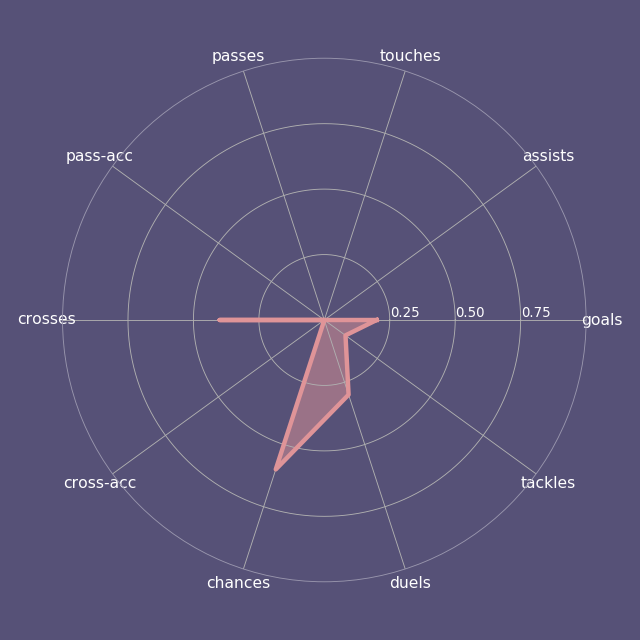 passes
touches
pass-acc
assists
crosses
0.25
0.50
0.75
goals
cross-acc
tackles
chances
duels